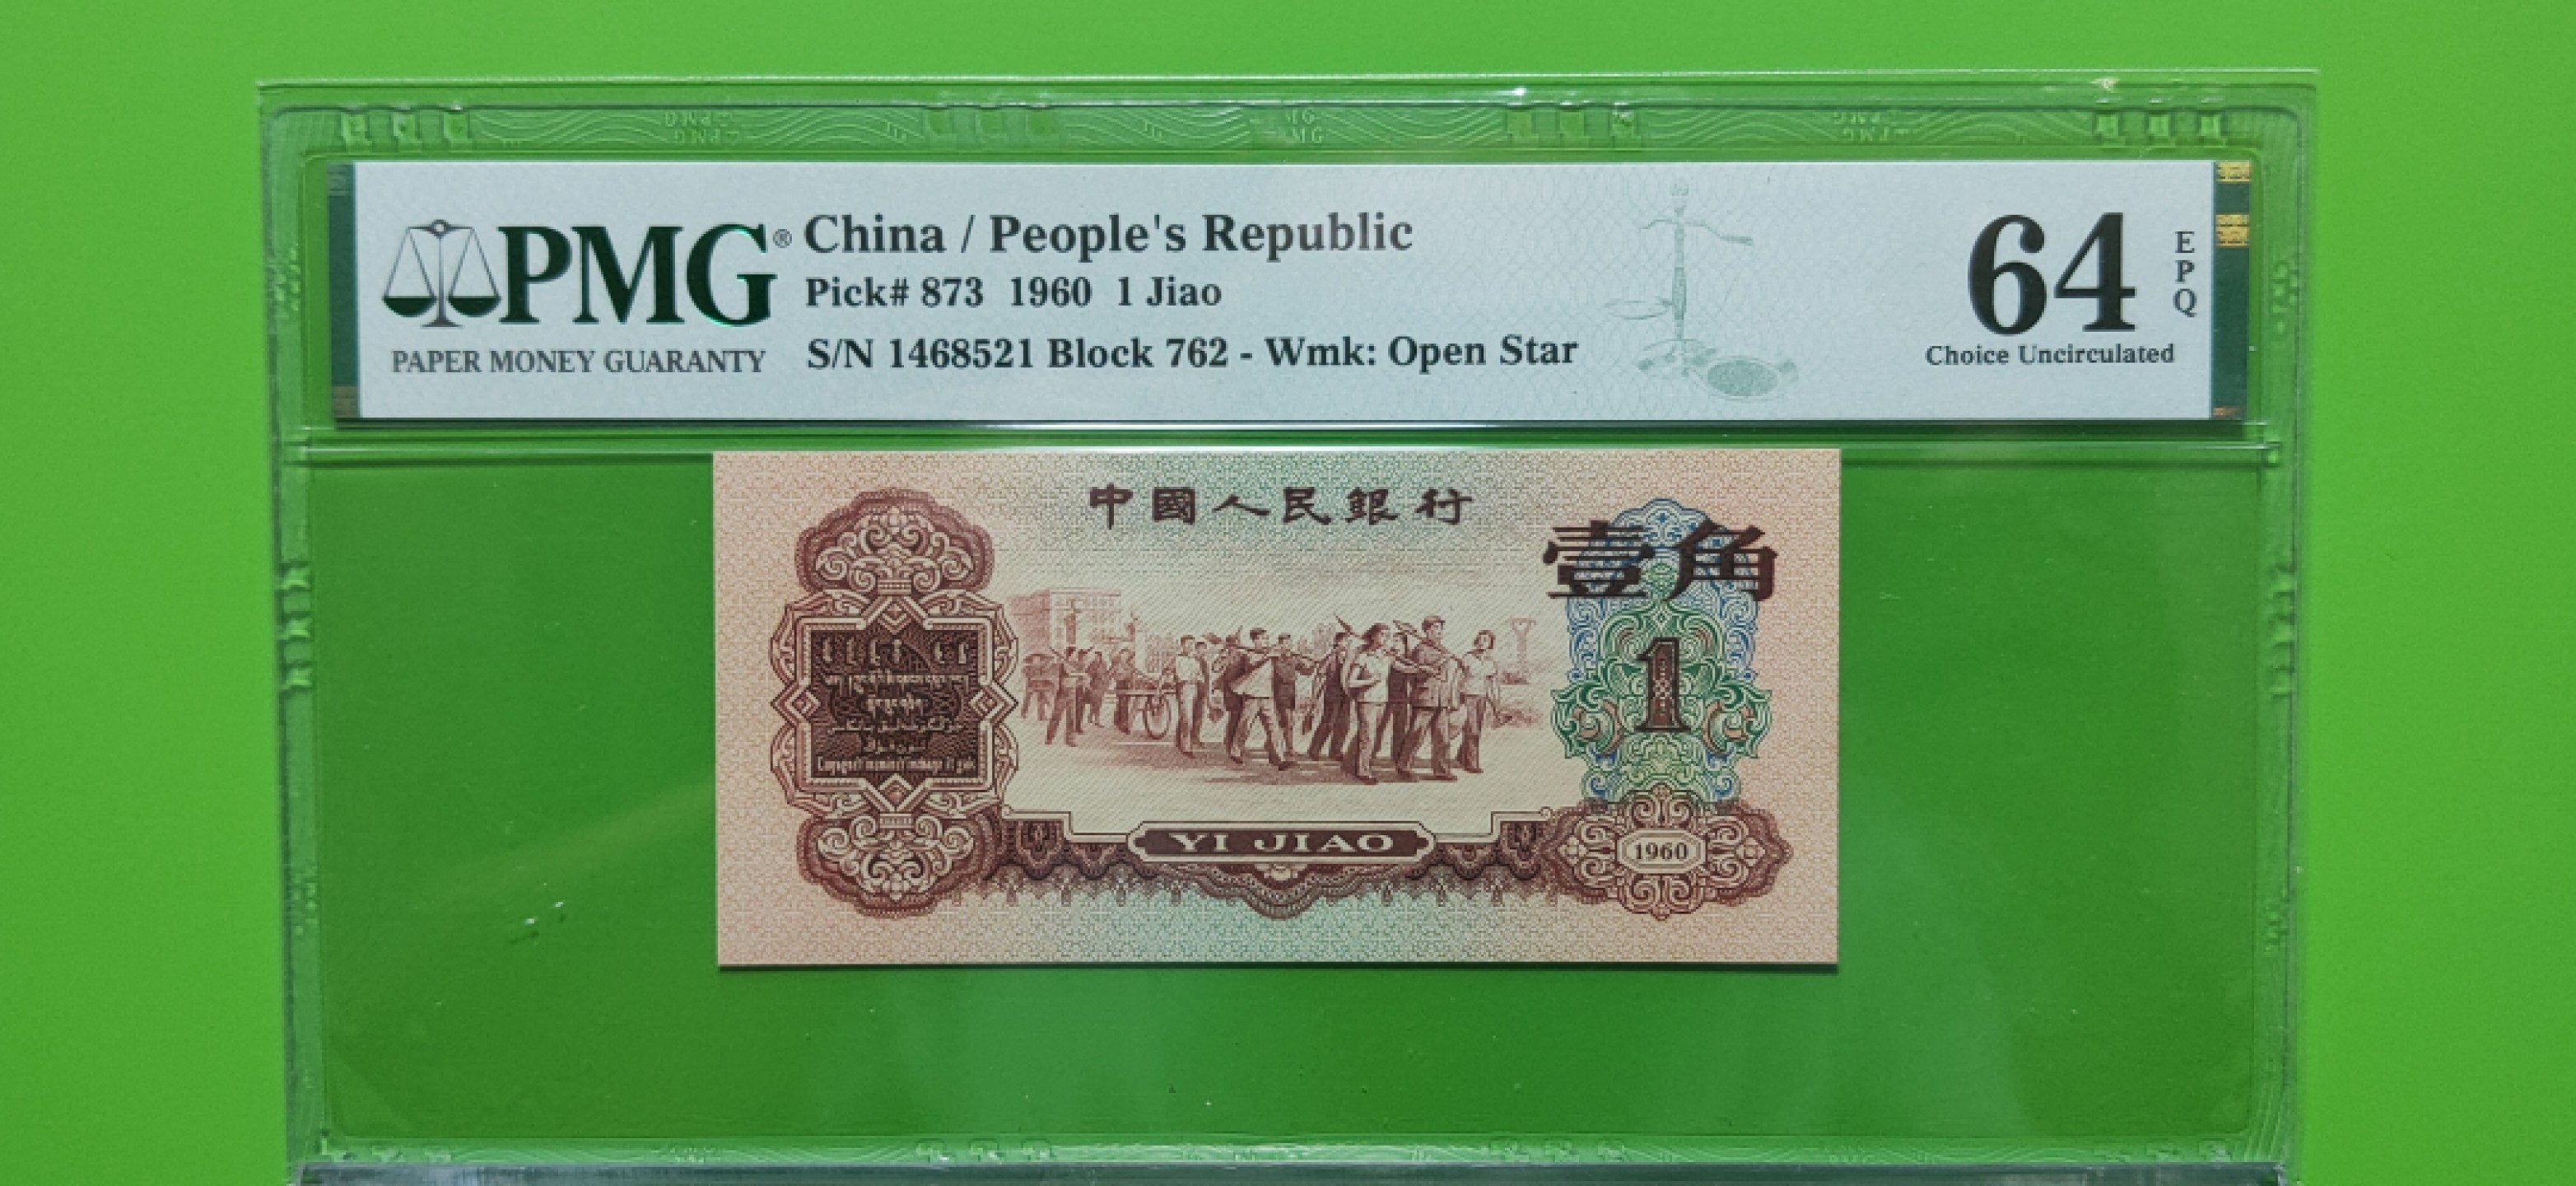 PMG®
PAPER MONEY GUARANTY
China / People's Republic
Pick# 873 1960 1 Jiao
S/N 1468521 Block 762 - Wmk: Open Star
64
EPQ
Choice Uncirculated
中國人民銀行
壹角
1
YI JIAO
1960